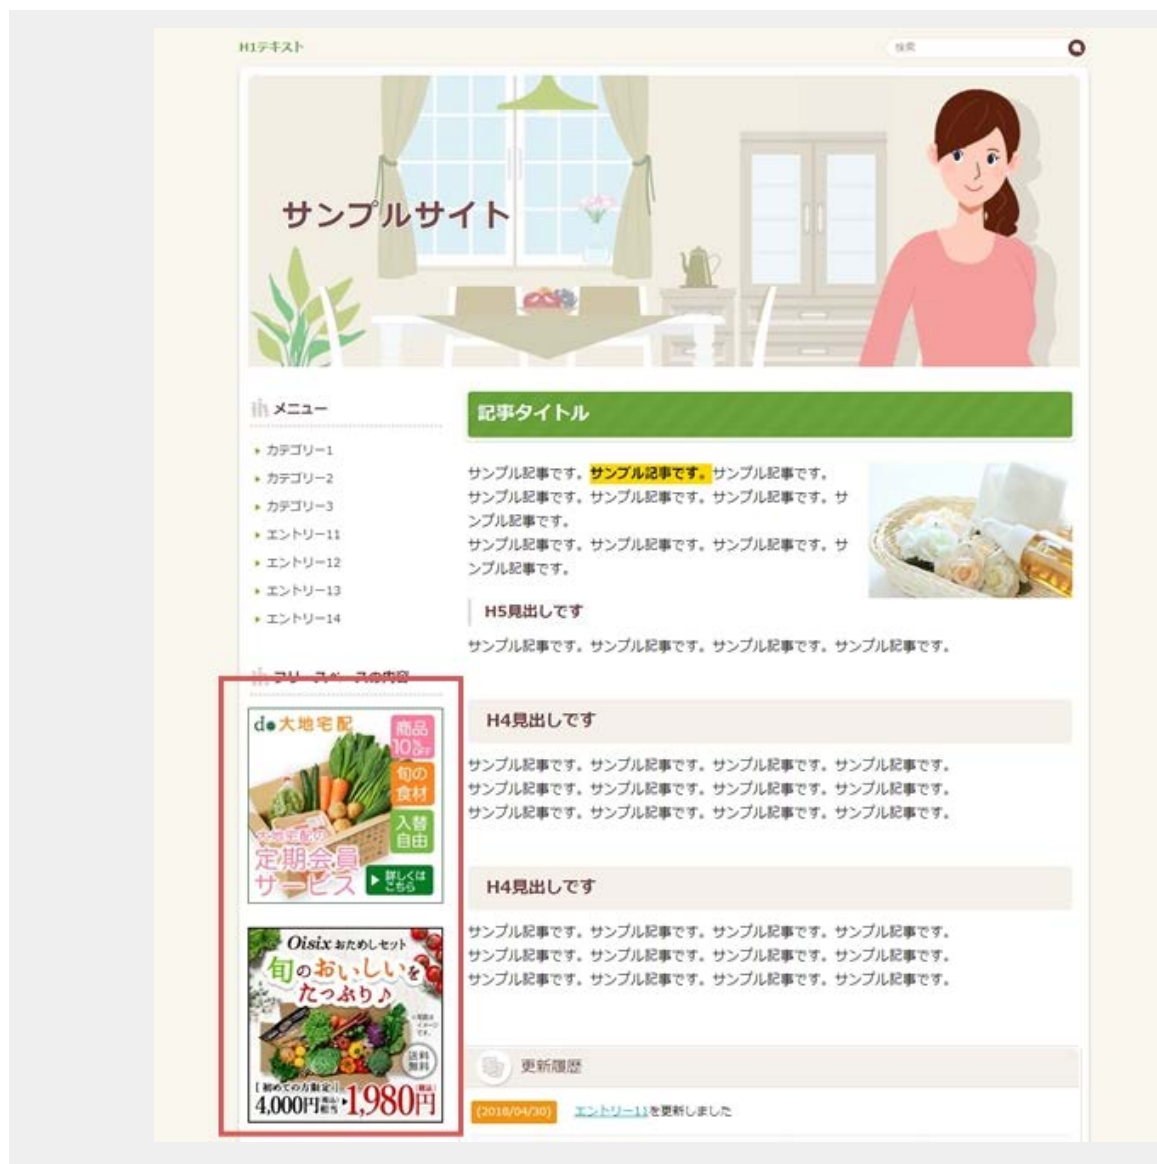 H1テキスト
検索
サンプルサイト
メニュー
カテゴリー1
カテゴリー2
カテゴリー3
エントリー11
エントリー12
エントリー13
エントリー14
フリースペースの内容
大地宅配
商品
10%OFF
旬の
食材
入替
自由
大地宅配の
定期会員
サービス
詳しくは
こちら
Oisix おためしセット
旬のおいしいを
たっぷり♪
※写真は
イメージ
です。
送料
無料
[初めての方限定]
4,000円(税込)相当▶1,980円(税込)
記事タイトル
サンプル記事です。サンプル記事です。サンプル記事です。
サンプル記事です。サンプル記事です。サンプル記事です。サ
ンプル記事です。
サンプル記事です。サンプル記事です。サンプル記事です。サ
ンプル記事です。
H5見出しです
サンプル記事です。サンプル記事です。サンプル記事です。サンプル記事です。
H4見出しです
サンプル記事です。サンプル記事です。サンプル記事です。サンプル記事です。
サンプル記事です。サンプル記事です。サンプル記事です。サンプル記事です。
サンプル記事です。サンプル記事です。サンプル記事です。サンプル記事です。
H4見出しです
サンプル記事です。サンプル記事です。サンプル記事です。サンプル記事です。
サンプル記事です。サンプル記事です。サンプル記事です。サンプル記事です。
サンプル記事です。サンプル記事です。サンプル記事です。サンプル記事です。
更新履歴
(2018/04/30) エントリー11を更新しました